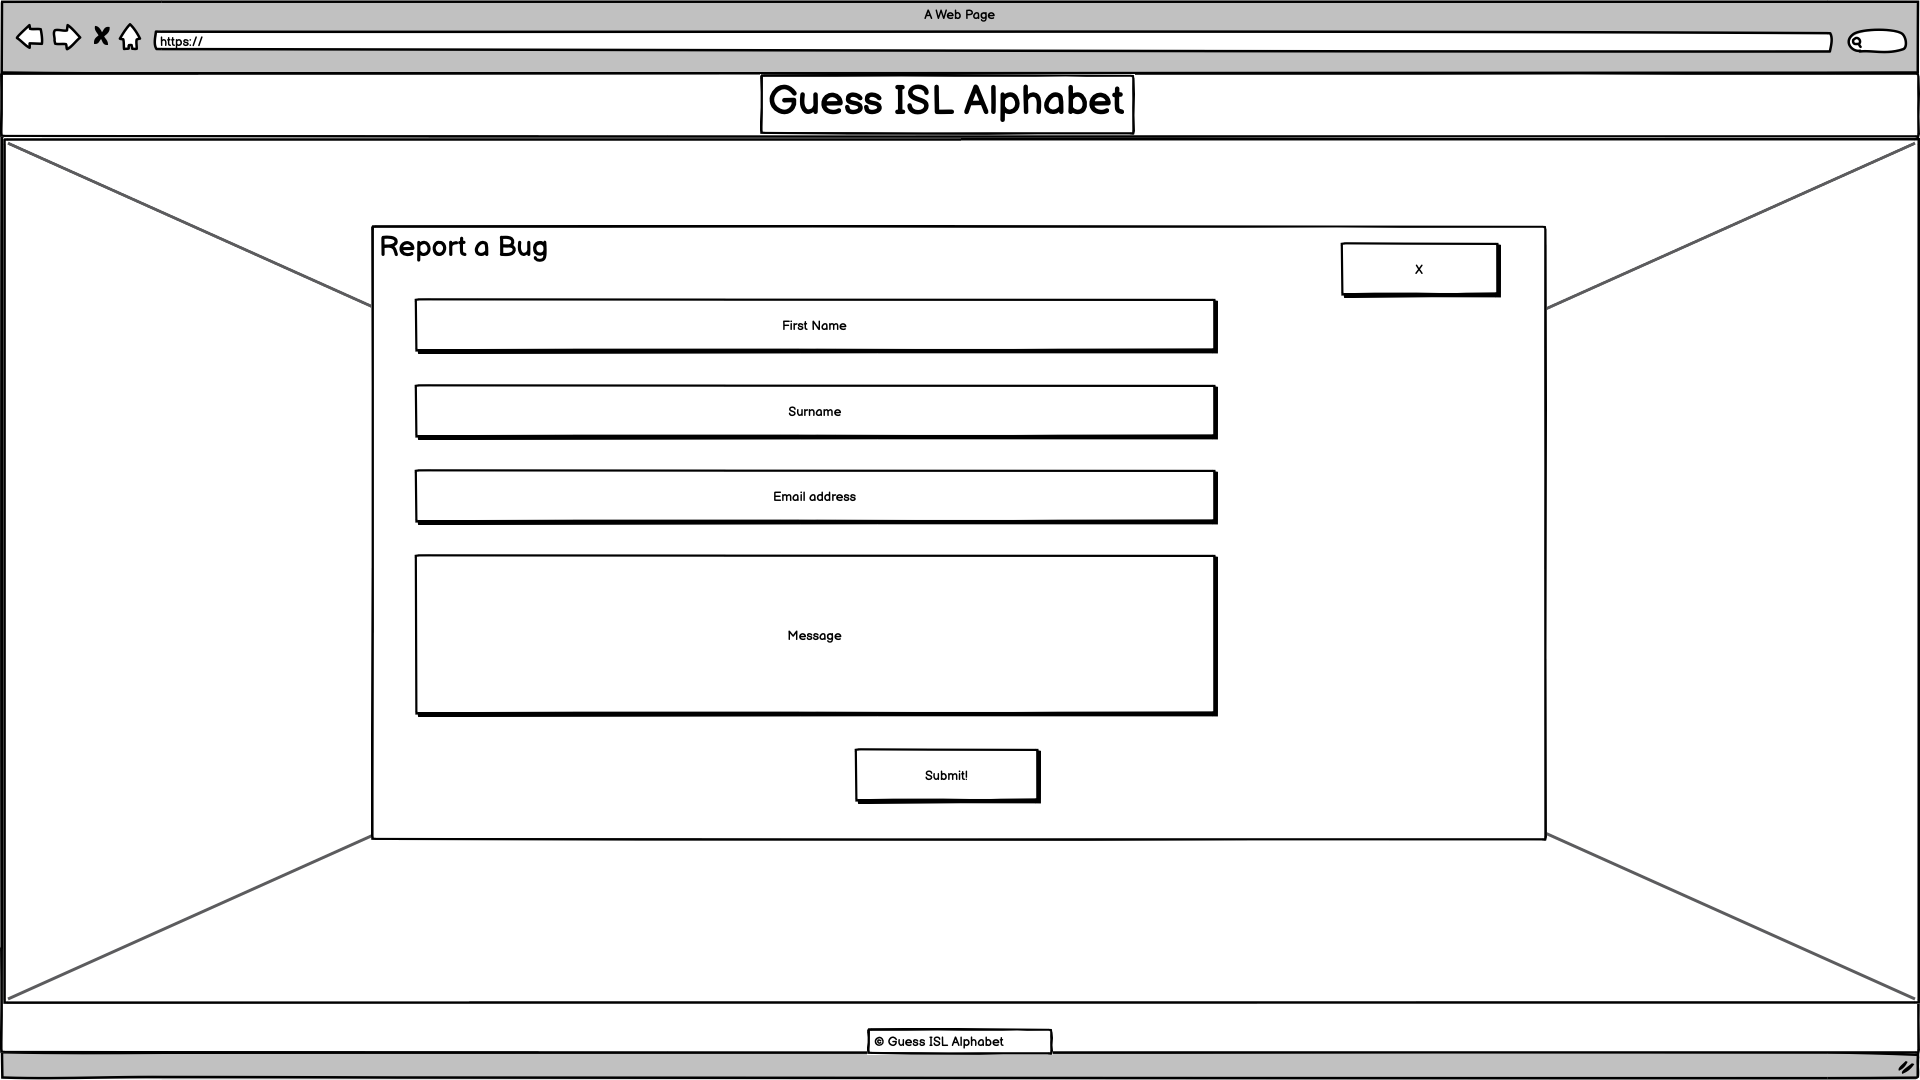 A Web Page
https://
Guess ISL Alphabet
Report a Bug
X
First Name
Surname
Email address
Message
Submit!
© Guess ISL Alphabet